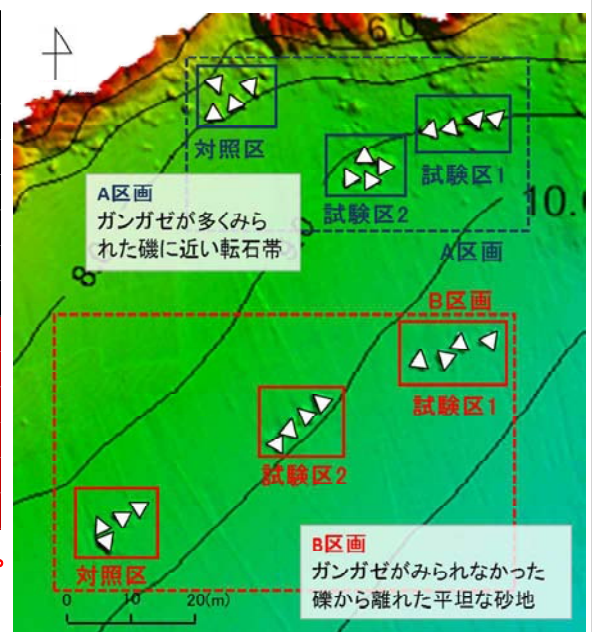 6.0
対照区
試験区1
試験区2
A区画
ガンガゼが多くみら
れた磯に近い転石帯
10.0
8.0
9.0
A区画
B区画
試験区1
試験区2
対照区
B区画
ガンガゼがみられなかった
礫から離れた平坦な砂地
0 10 20(m)